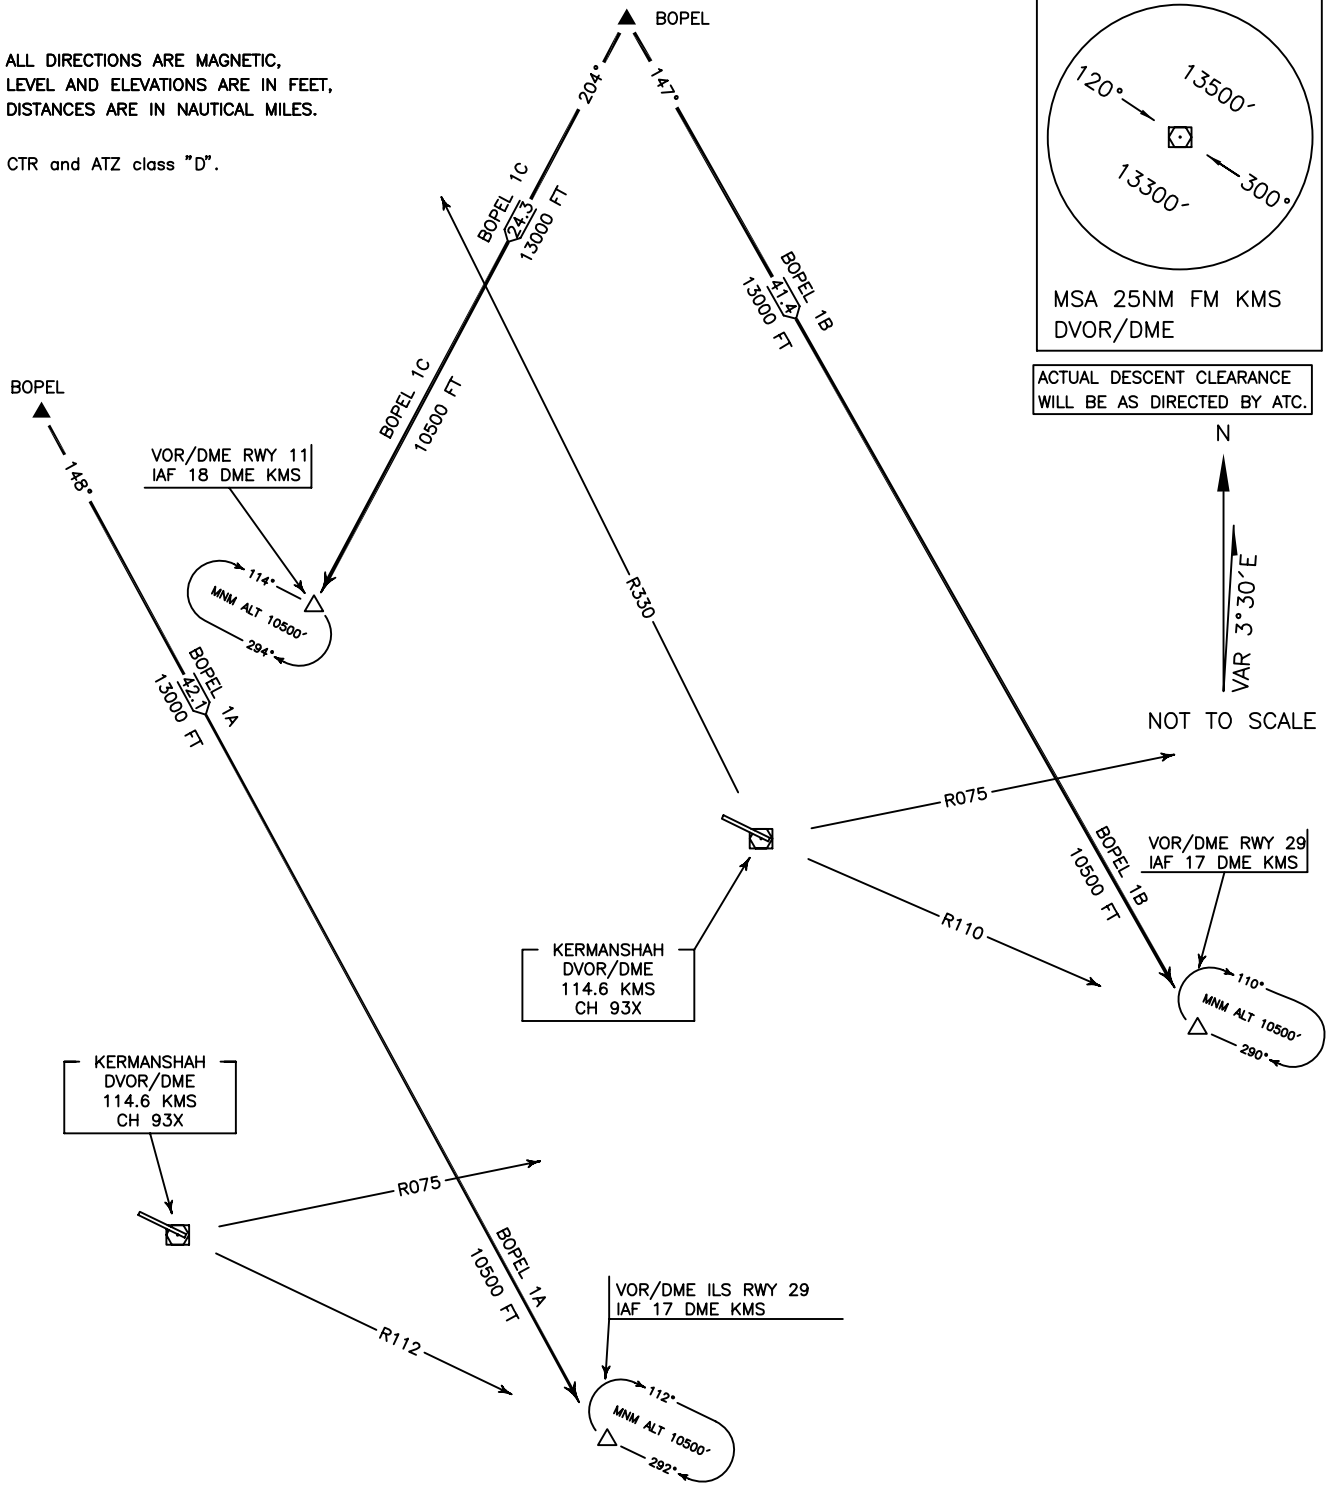 BOPEL
ALL DIRECTIONS ARE MAGNETIC,
LEVEL AND ELEVATIONS ARE IN FEET,
DISTANCES ARE IN NAUTICAL MILES.
CTR and ATZ class "D".
204°
147°
BOPEL 1C
24.3
13000 FT
BOPEL 1B
41.4
13000 FT
120°
13500'
13300'
300°
MSA 25NM FM KMS
DVOR/DME
ACTUAL DESCENT CLEARANCE
WILL BE AS DIRECTED BY ATC.
N
VAR 3°30'E
NOT TO SCALE
BOPEL 1C
10500 FT
BOPEL
148°
VOR/DME RWY 11
IAF 18 DME KMS
114°
MNM ALT 10500'
294°
R330
BOPEL 1A
42.1
13000 FT
R075
BOPEL 1B
10500 FT
VOR/DME RWY 29
IAF 17 DME KMS
R110
KERMANSHAH
DVOR/DME
114.6 KMS
CH 93X
110°
MNM ALT 10500'
290°
KERMANSHAH
DVOR/DME
114.6 KMS
CH 93X
R075
BOPEL 1A
10500 FT
VOR/DME ILS RWY 29
IAF 17 DME KMS
R112
112°
MNM ALT 10500'
292°